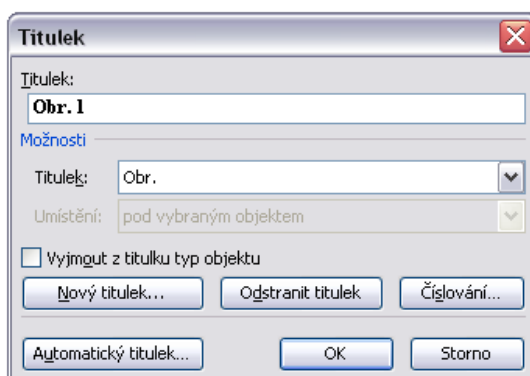 Titulek
Titulek:
Obr. 1
Možnosti
Titulek: Obr.
Umístění: pod vybraným objektem
Vyjmout z titulku typ objektu
Nový titulek... Odstranit titulek Číslování...
Automatický titulek... OK Storno